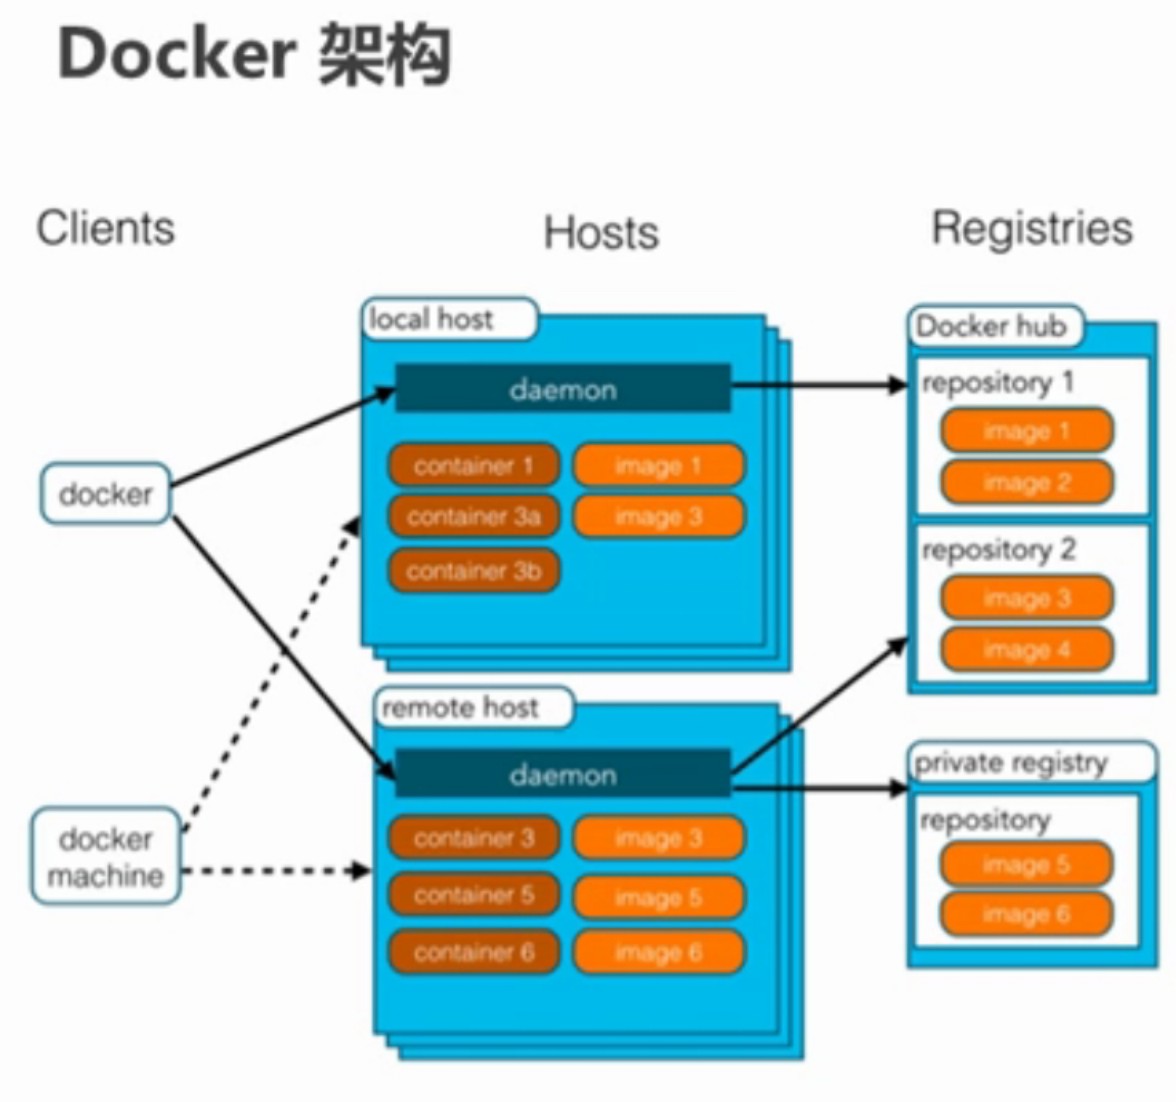 Docker 架构
Clients
Hosts
Registries
docker
docker
machine
local host
daemon
container 1
image 1
container 3a
image 3
container 3b
remote host
daemon
container 3
image 3
container 5
image 5
container 6
image 6
Docker hub
repository 1
image 1
image 2
repository 2
image 3
image 4
private registry
repository
image 5
image 6